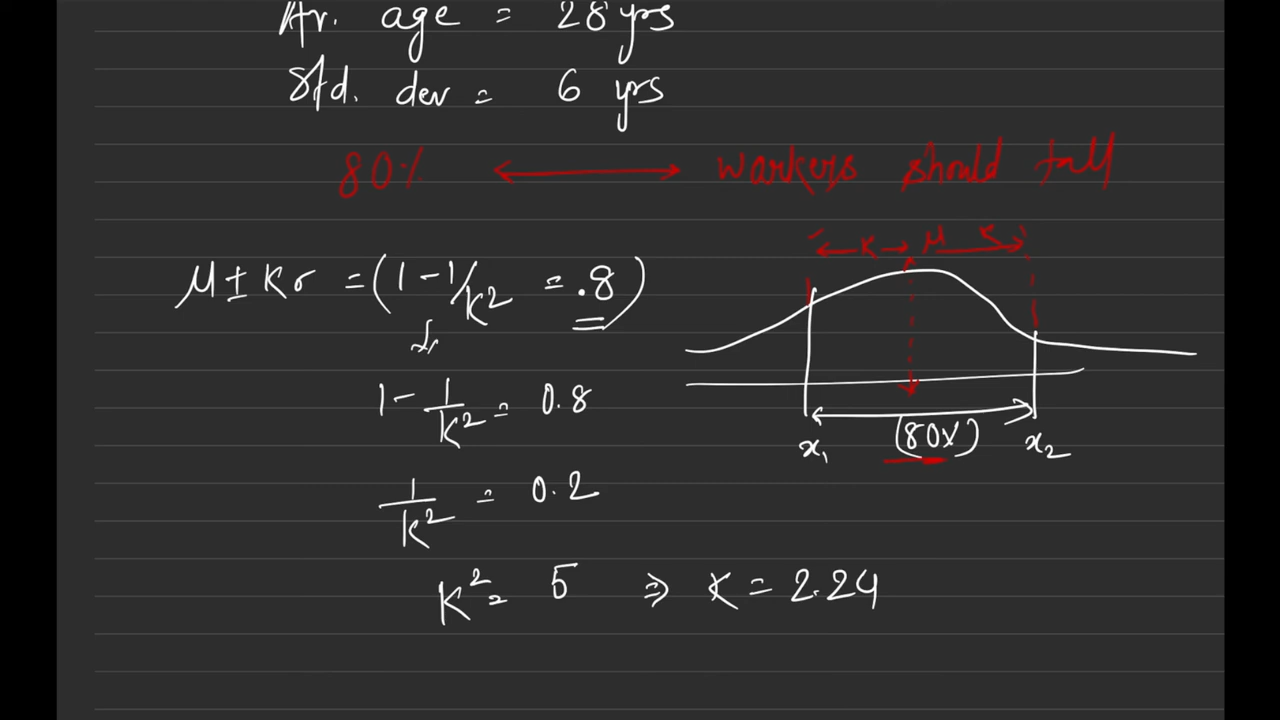 Av. age = 28 yrs
Std. dev = 6 yrs
80% ⟷ workers should fall
← K → μ K →
μ ± Kσ = (1 - 1/K² = .8)
1 - 1/K² = 0.8
x₁ (80%) x₂
1/K² = 0.2
K² = 5 ⇒ K = 2.24